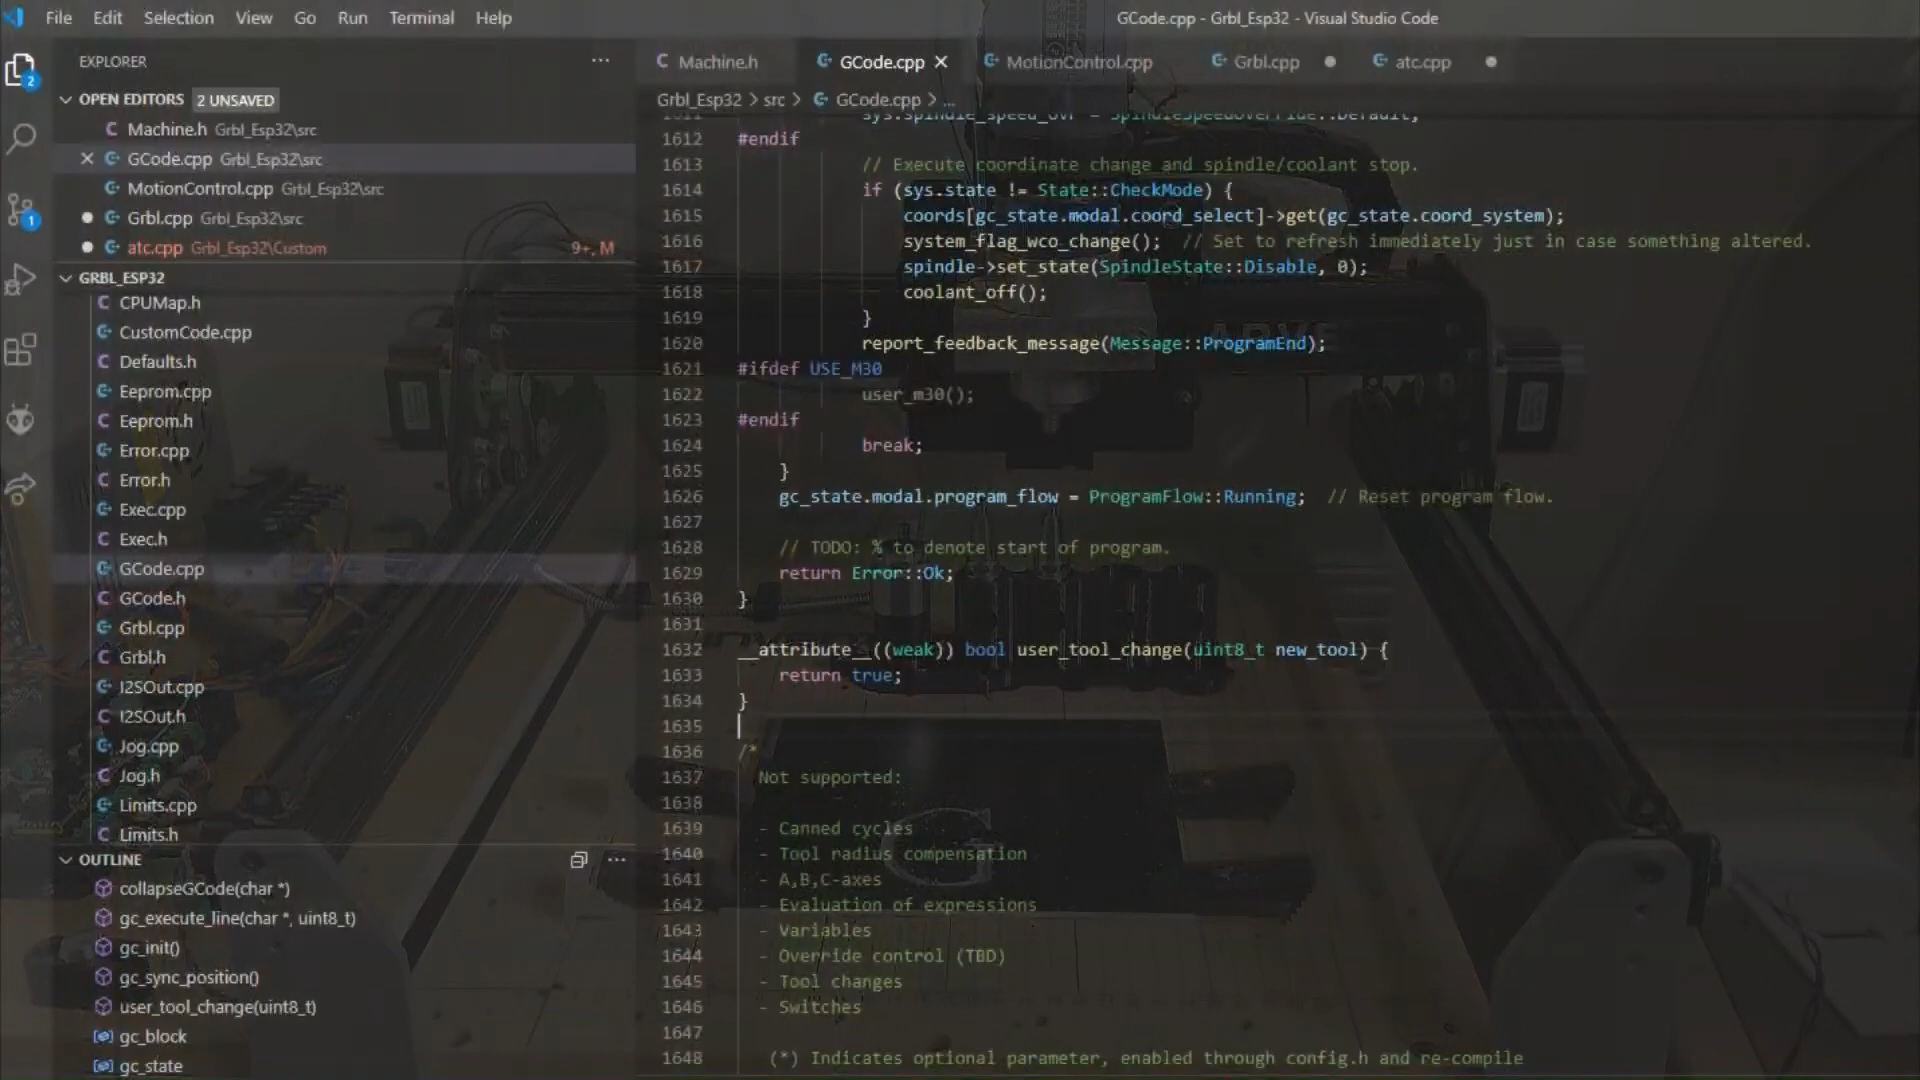 File Edit Selection View Go Run Terminal Help
GCode.cpp - Grbl_Esp32 - Visual Studio Code
EXPLORER
OPEN EDITORS 2 UNSAVED
Machine.h Grbl_Esp32\src
GCode.cpp Grbl_Esp32\src
MotionControl.cpp Grbl_Esp32\src
Grbl.cpp Grbl_Esp32\src
atc.cpp Grbl_Esp32\Custom 9+, M
GRBL_ESP32
CPUMap.h
CustomCode.cpp
Defaults.h
Eeprom.cpp
Eeprom.h
Error.cpp
Error.h
Exec.cpp
Exec.h
GCode.cpp
GCode.h
Grbl.cpp
Grbl.h
I2SOut.cpp
I2SOut.h
Jog.cpp
Jog.h
Limits.cpp
Limits.h
OUTLINE
collapseGCode(char *)
gc_execute_line(char *, uint8_t)
gc_init()
gc_sync_position()
user_tool_change(uint8_t)
gc_block
gc_state
2
1
Machine.h GCode.cpp MotionControl.cpp Grbl.cpp atc.cpp
Grbl_Esp32 > src > GCode.cpp > ...
1611 sys.spindle_speed_ovr = SpindleSpeedOverride::Default;
1612 #endif
1613 // Execute coordinate change and spindle/coolant stop.
1614 if (sys.state != State::CheckMode) {
1615 coords[gc_state.modal.coord_select]->get(gc_state.coord_system);
1616 system_flag_wco_change(); // Set to refresh immediately just in case something altered.
1617 spindle->set_state(SpindleState::Disable, 0);
1618 coolant_off();
1619 }
1620 report_feedback_message(Message::ProgramEnd);
1621 #ifdef USE_M30
1622 user_m30();
1623 #endif
1624 break;
1625 }
1626 gc_state.modal.program_flow = ProgramFlow::Running; // Reset program flow.
1627
1628 // TODO: % to denote start of program.
1629 return Error::Ok;
1630 }
1631
1632 __attribute__((weak)) bool user_tool_change(uint8_t new_tool) {
1633 return true;
1634 }
1635
1636 /*
1637 Not supported:
1638
1639 - Canned cycles
1640 - Tool radius compensation
1641 - A,B,C-axes
1642 - Evaluation of expressions
1643 - Variables
1644 - Override control (TBD)
1645 - Tool changes
1646 - Switches
1647
1648 (*) Indicates optional parameter, enabled through config.h and re-compile